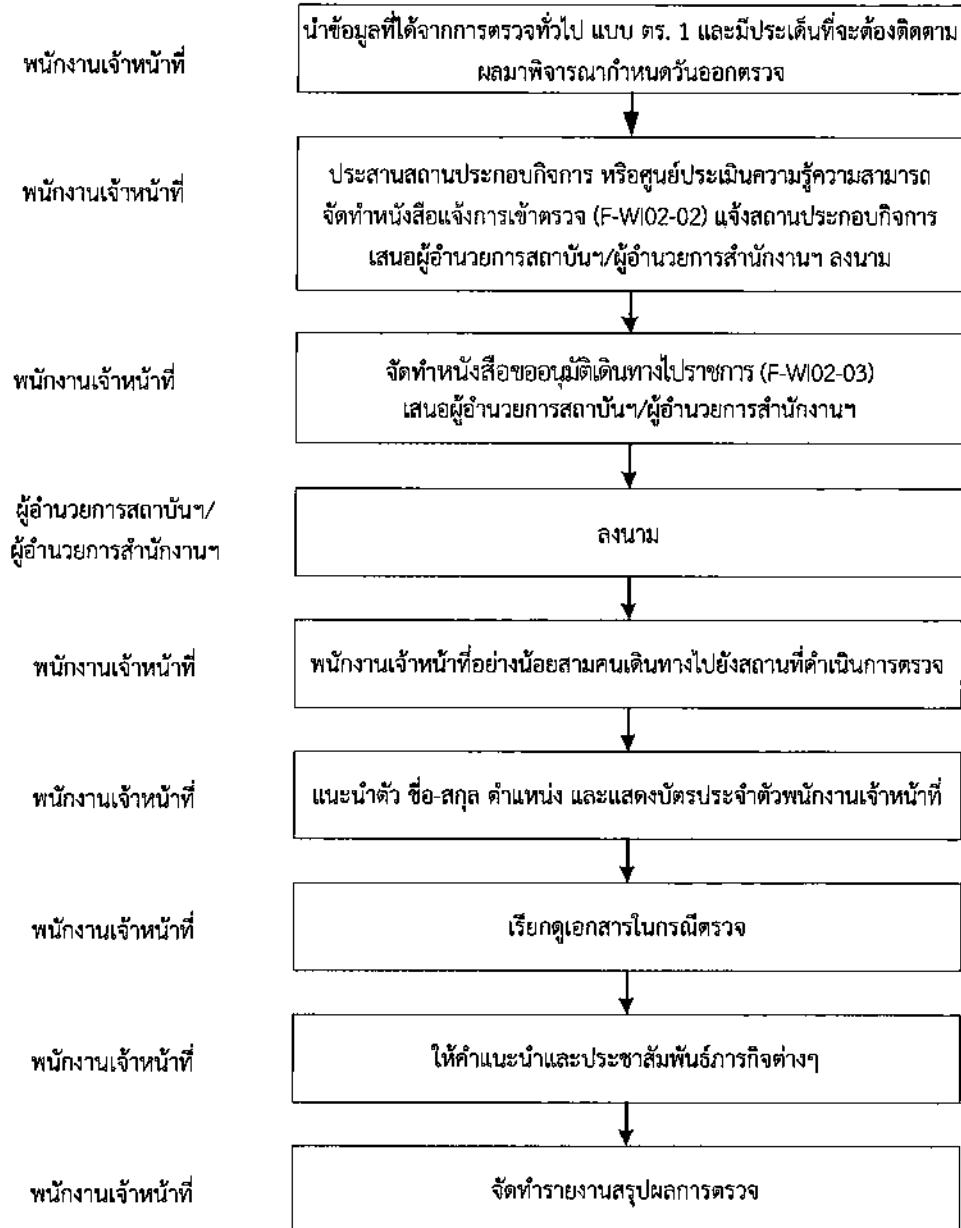 พนักงานเจ้าหน้าที่
นำข้อมูลที่ได้จากการตรวจทั่วไป แบบ ตร. 1 และมีประเด็นที่จะต้องติดตาม
ผลมาพิจารณากำหนดวันออกตรวจ
พนักงานเจ้าหน้าที่
ประสานสถานประกอบกิจการ หรือศูนย์ประเมินความรู้ความสามารถ
จัดทำหนังสือแจ้งการเข้าตรวจ (F-WI02-02) แจ้งสถานประกอบกิจการ
เสนอผู้อำนวยการสถาบันฯ/ผู้อำนวยการสำนักงานฯ ลงนาม
พนักงานเจ้าหน้าที่
จัดทำหนังสือขออนุมัติเดินทางไปราชการ (F-WI02-03)
เสนอผู้อำนวยการสถาบันฯ/ผู้อำนวยการสำนักงานฯ
ผู้อำนวยการสถาบันฯ/
ผู้อำนวยการสำนักงานฯ
ลงนาม
พนักงานเจ้าหน้าที่
พนักงานเจ้าหน้าที่อย่างน้อยสามคนเดินทางไปยังสถานที่ดำเนินการตรวจ
พนักงานเจ้าหน้าที่
แนะนำตัว ชื่อ-สกุล ตำแหน่ง และแสดงบัตรประจำตัวพนักงานเจ้าหน้าที่
พนักงานเจ้าหน้าที่
เรียกดูเอกสารในกรณีตรวจ
พนักงานเจ้าหน้าที่
ให้คำแนะนำและประชาสัมพันธ์ภารกิจต่างๆ
พนักงานเจ้าหน้าที่
จัดทำรายงานสรุปผลการตรวจ